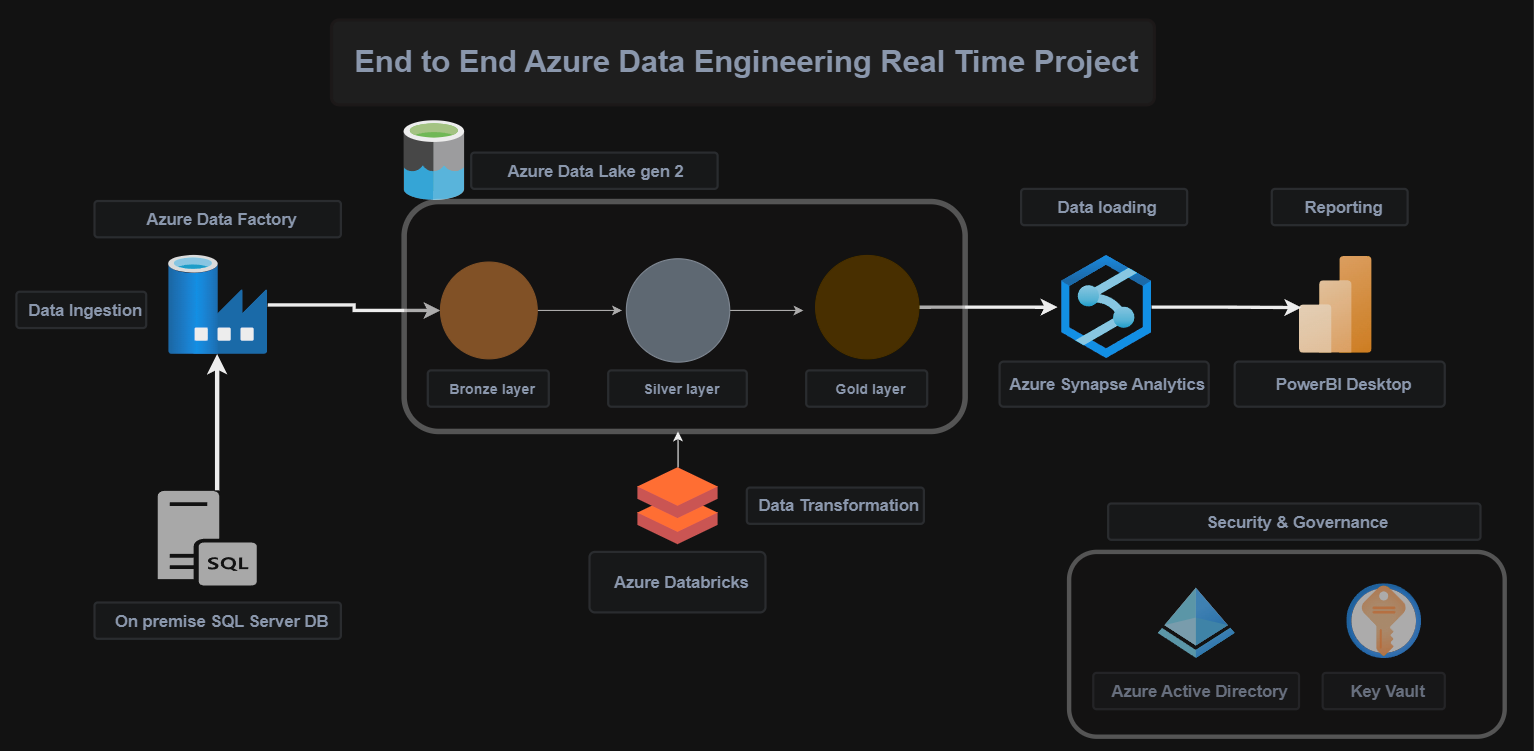 End to End Azure Data Engineering Real Time Project
Azure Data Lake gen 2
Azure Data Factory
Data loading
Reporting
Data Ingestion
Bronze layer
Silver layer
Gold layer
Azure Synapse Analytics
PowerBI Desktop
Data Transformation
Security & Governance
SQL
Azure Databricks
On premise SQL Server DB
Azure Active Directory
Key Vault